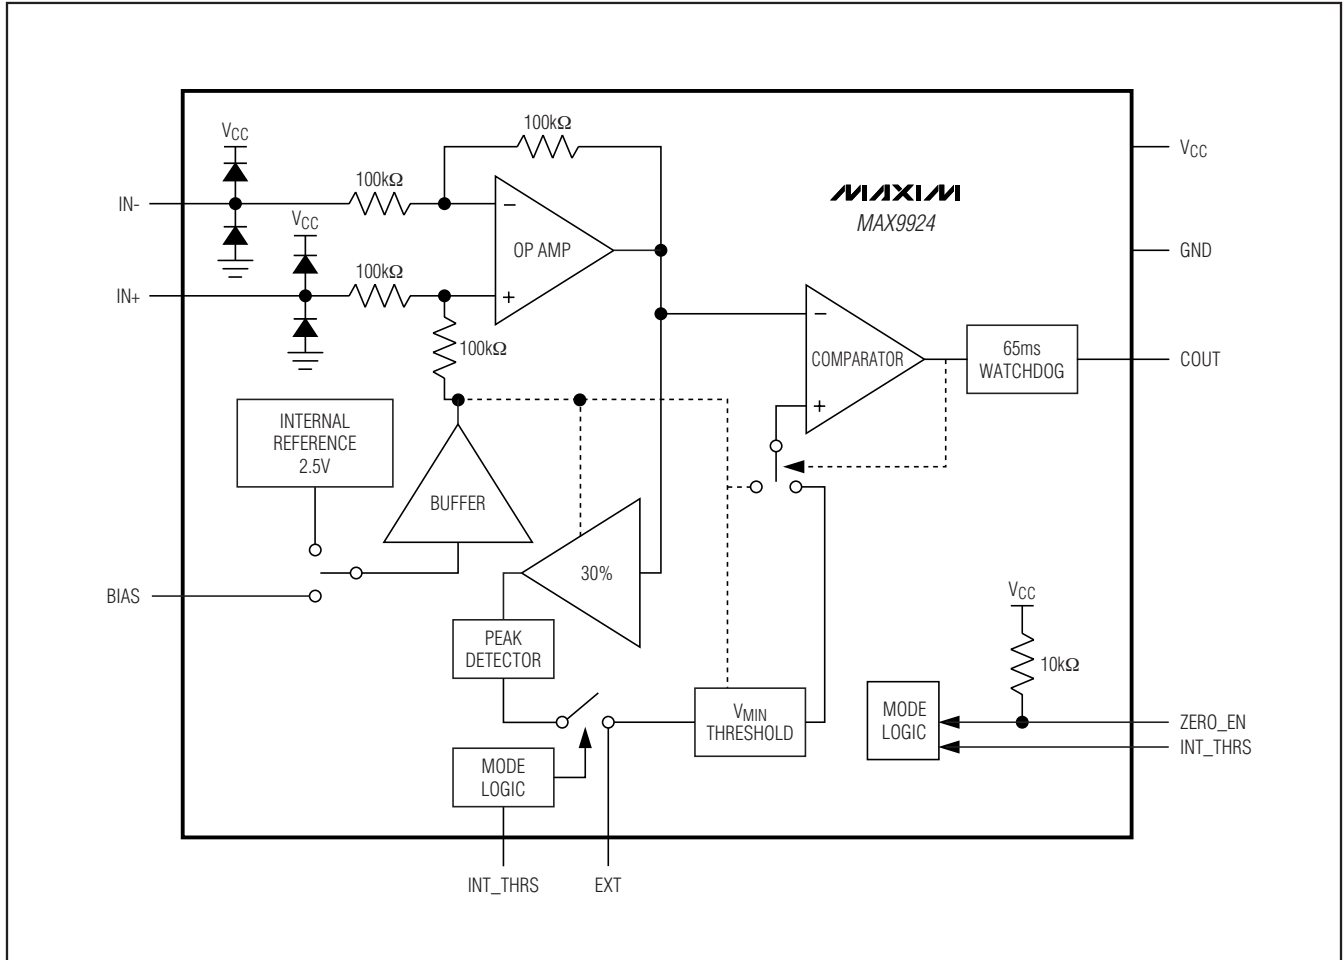 100kΩ
VCC
VCC
100kΩ
MAXIM
MAX9924
IN-
VCC
−
OP AMP
GND
100kΩ
IN+
+
−
100kΩ
COMPARATOR
65ms
WATCHDOG
COUT
+
INTERNAL
REFERENCE
2.5V
BUFFER
30%
BIAS
VCC
PEAK
DETECTOR
10kΩ
VMIN
THRESHOLD
MODE
LOGIC
ZERO_EN
INT_THRS
MODE
LOGIC
INT_THRS
EXT